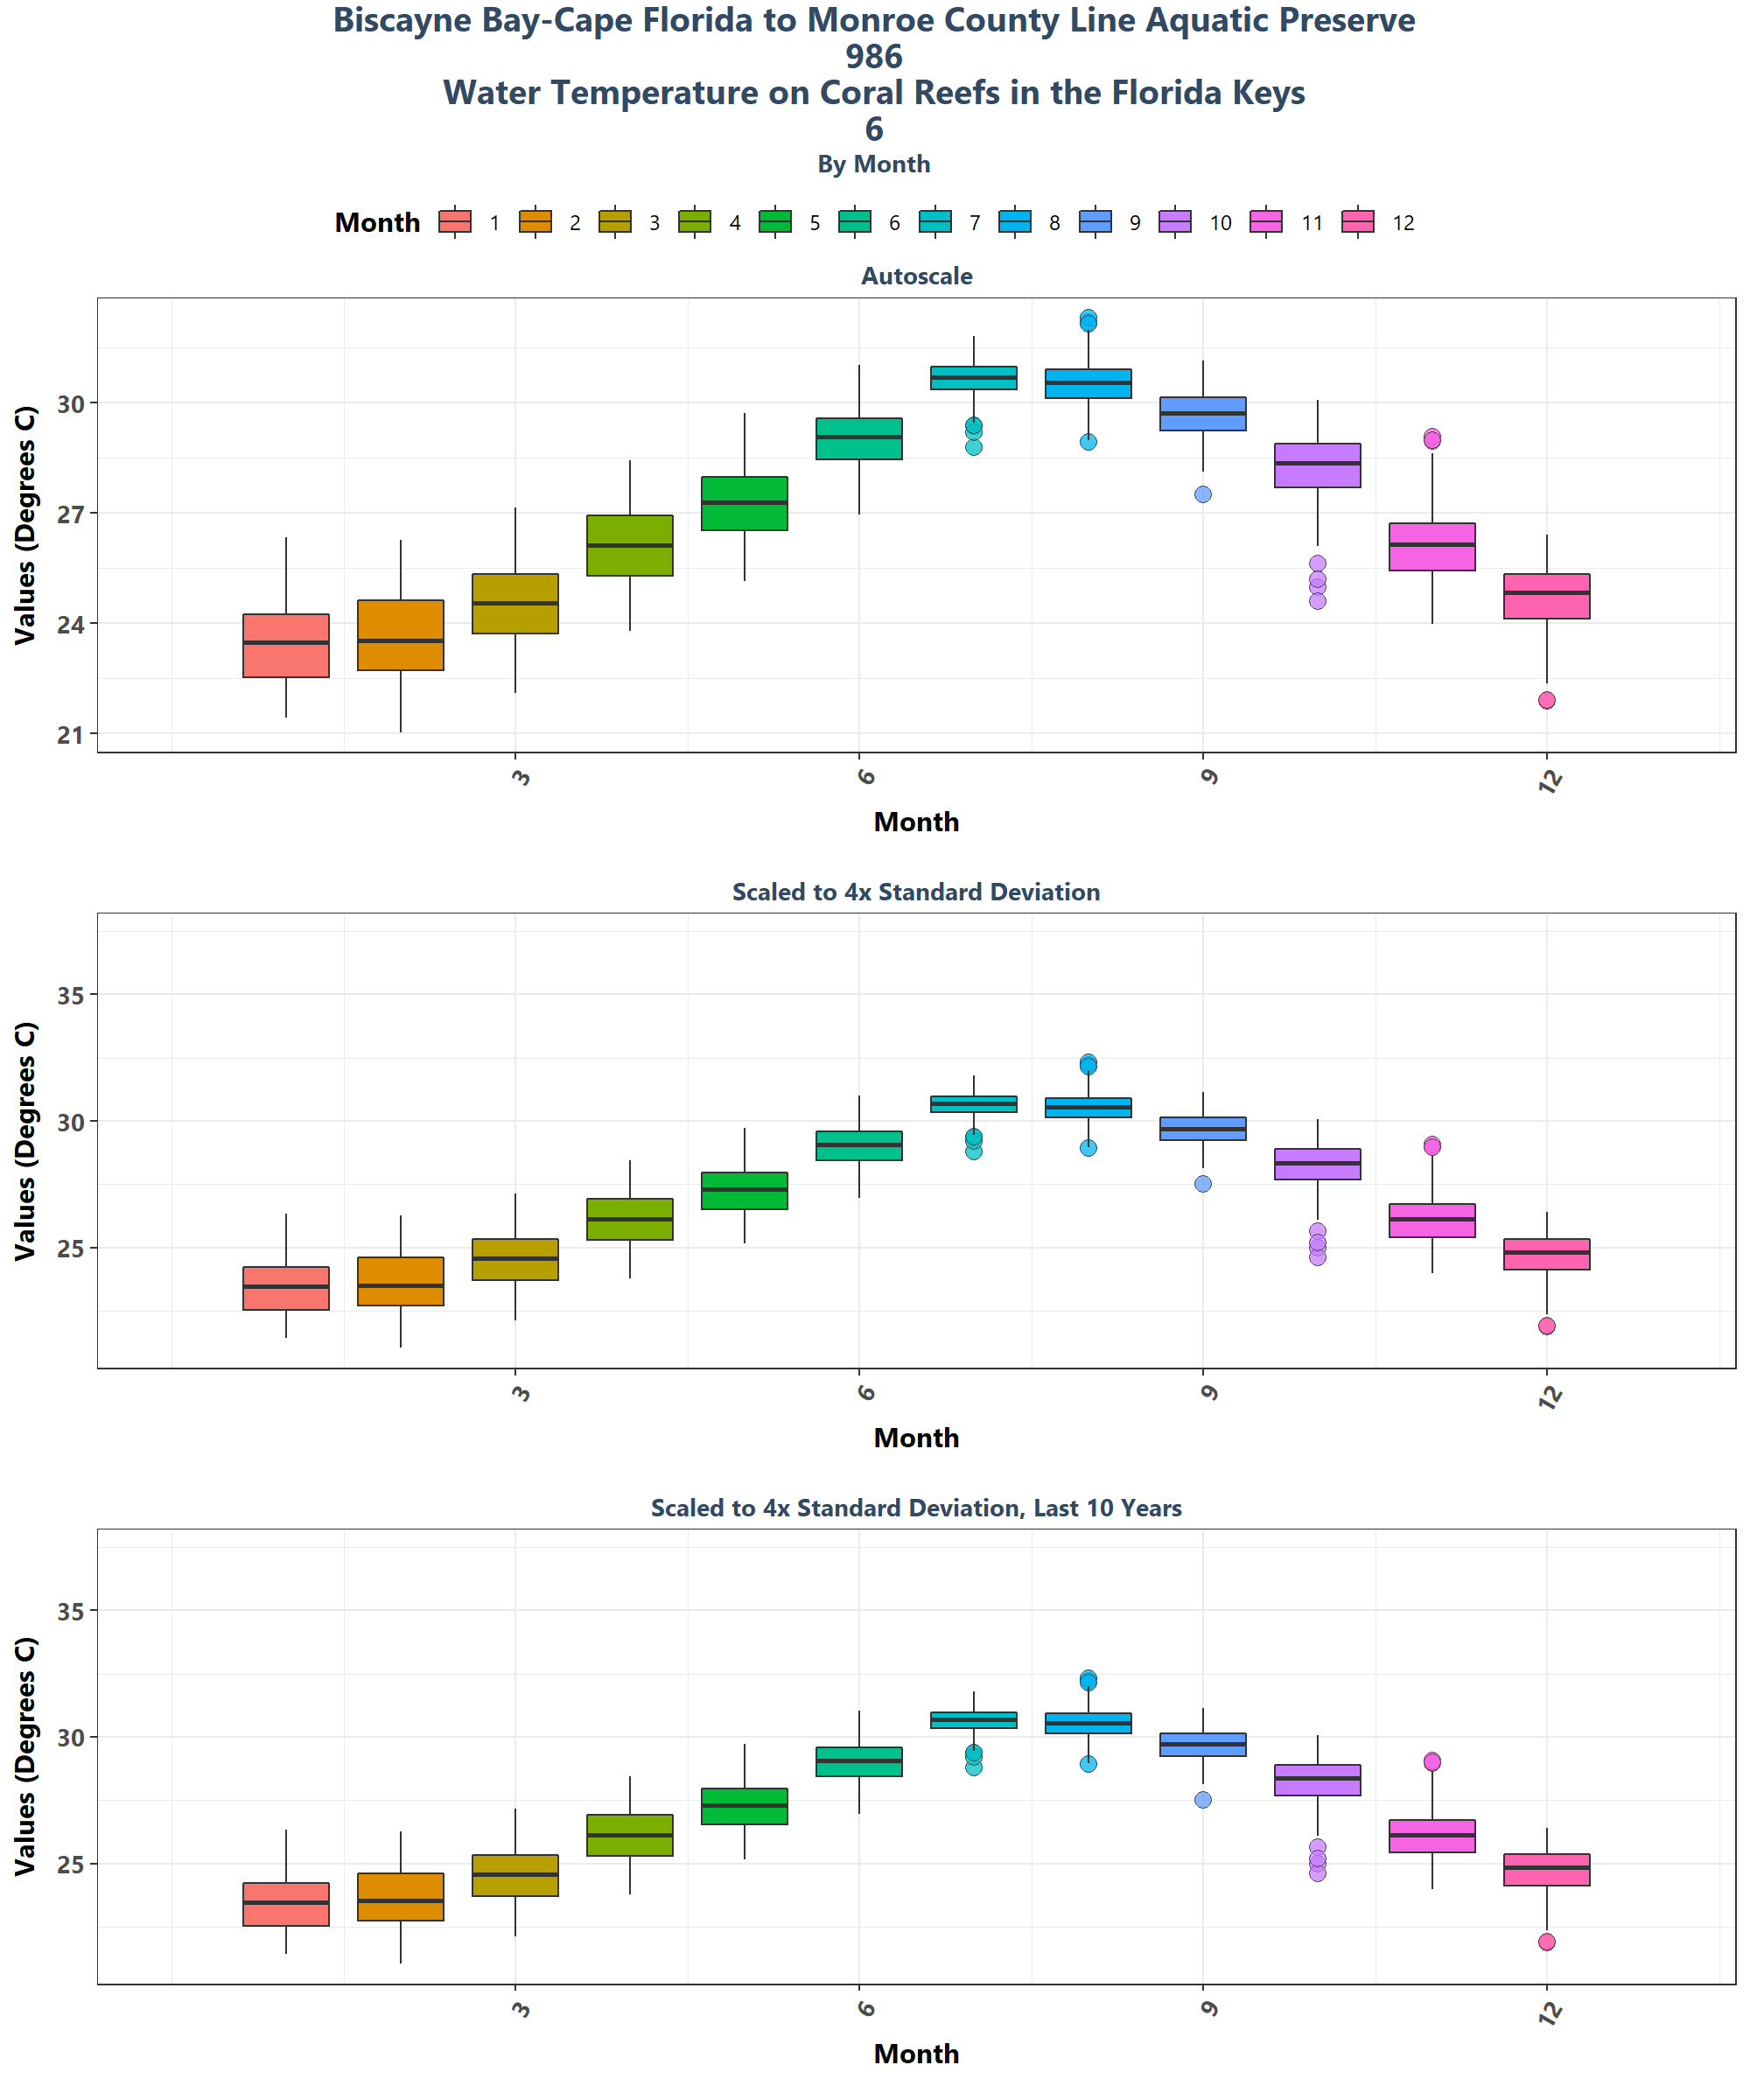 Biscayne Bay-Cape Florida to Monroe County Line Aquatic Preserve
986
Water Temperature on Coral Reefs in the Florida Keys
6
By Month
Month 1 2 3 4 5 6 7 8 9 10 11 12
Autoscale
Values (Degrees C)
30
27
24
21
3 6 9 12
Month
Scaled to 4x Standard Deviation
Values (Degrees C)
35
30
25
3 6 9 12
Month
Scaled to 4x Standard Deviation, Last 10 Years
Values (Degrees C)
35
30
25
3 6 9 12
Month